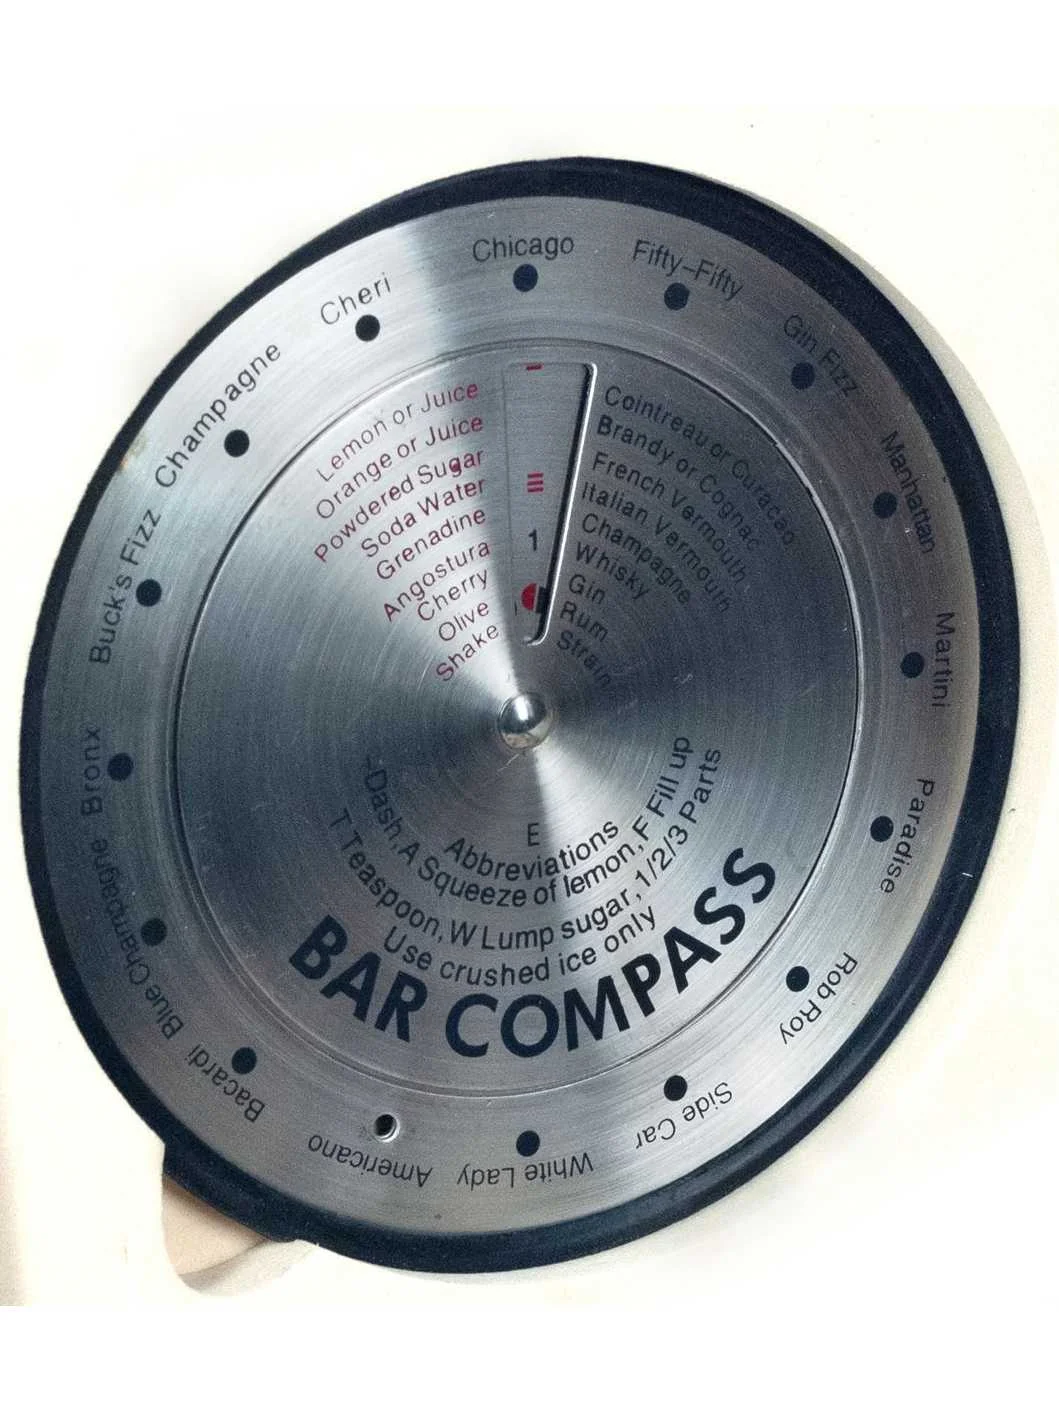 Chicago
Fifty-Fifty
Gin Fizz
Manhattan
Martini
Paradise
Rob Roy
Side Car
White Lady
Americano
Bacardi
Blue Champagne
Bronx
Buck's Fizz
Champagne
Cheri
Lemon or Juice
Orange or Juice
Powdered Sugar
Soda Water
Grenadine
Angostura
Cherry
Olive
Shake
1
Cointreau or Curacao
Brandy or Cognac
French Vermouth
Italian Vermouth
Champagne
Whisky
Gin
Rum
Strain
E
Abbreviations
-Dash, A Squeeze of lemon, F Fill up
T Teaspoon, W Lump sugar, 1/2/3 Parts
Use crushed ice only
BAR COMPASS